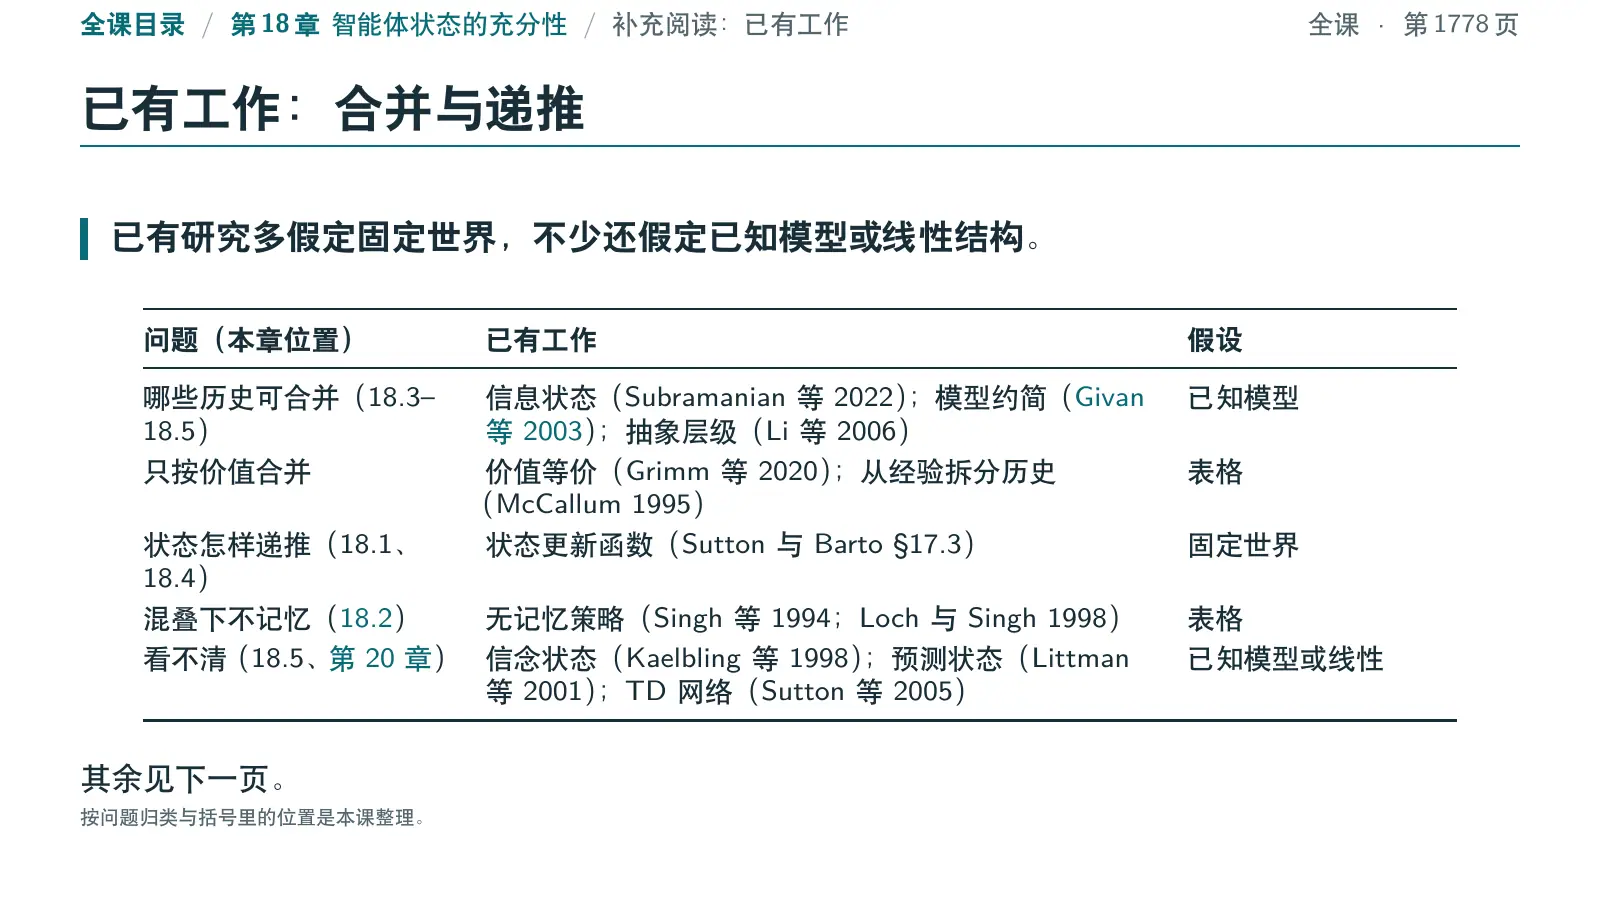 全课目录 / 第 18 章 智能体状态的充分性 / 补充阅读：已有工作
全课 · 第 1778 页
已有工作：合并与递推
已有研究多假定固定世界，不少还假定已知模型或线性结构。
问题（本章位置） 已有工作 假设
哪些历史可合并（18.3– 信息状态（Subramanian 等 2022）；模型约简（Givan 已知模型
18.5） 等 2003）；抽象层级（Li 等 2006）
只按价值合并 价值等价（Grimm 等 2020）；从经验拆分历史 表格
（McCallum 1995）
状态怎样递推（18.1、 状态更新函数（Sutton 与 Barto §17.3） 固定世界
18.4）
混叠下不记忆（18.2） 无记忆策略（Singh 等 1994；Loch 与 Singh 1998） 表格
看不清（18.5、第 20 章） 信念状态（Kaelbling 等 1998）；预测状态（Littman 已知模型或线性
等 2001）；TD 网络（Sutton 等 2005）
其余见下一页。
按问题归类与括号里的位置是本课整理。